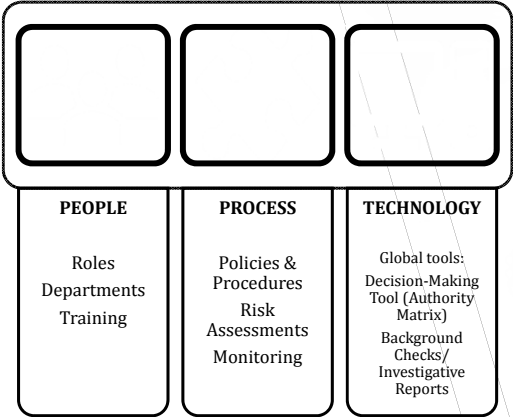 PEOPLE
Roles
Departments
Training
PROCESS
Policies &
Procedures
Risk
Assessments
Monitoring
TECHNOLOGY
Global tools:
Decision-Making
Tool (Authority
Matrix)
Background
Checks/
Investigative
Reports